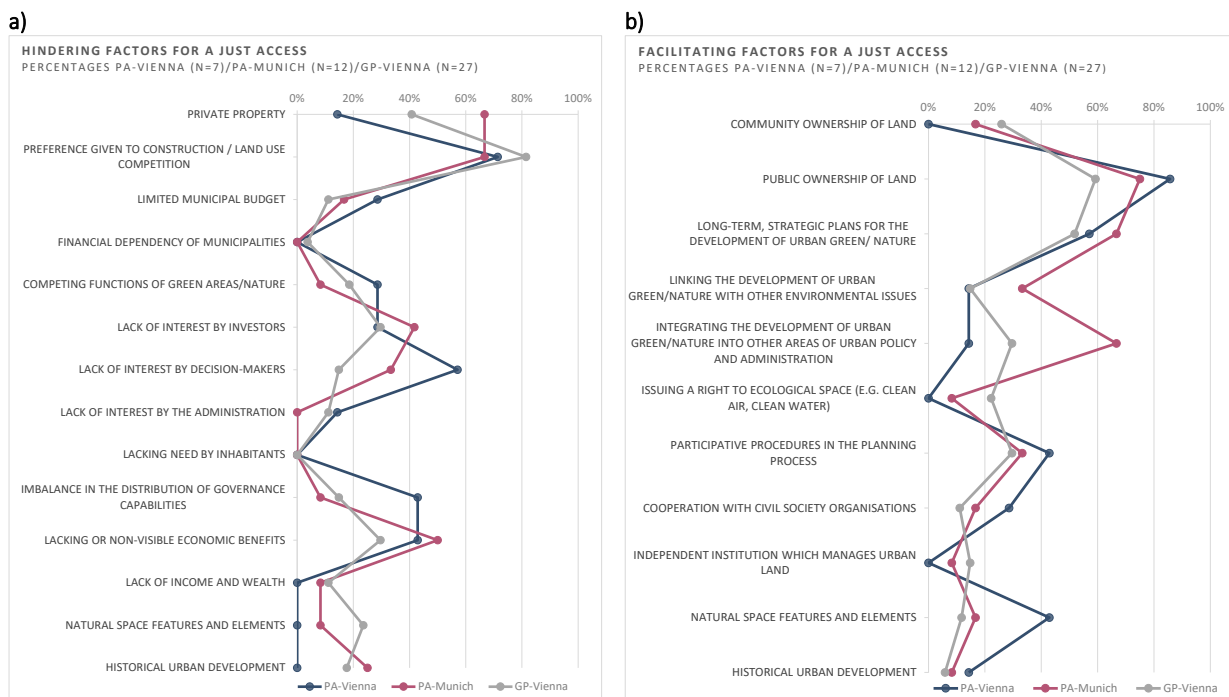 a)
HINDERING FACTORS FOR A JUST ACCESS
PERCENTAGES PA-VIENNA (N=7)/PA-MUNICH (N=12)/GP-VIENNA (N=27)
0% 20% 40% 60% 80% 100%
PRIVATE PROPERTY
PREFERENCE GIVEN TO CONSTRUCTION / LAND USE
COMPETITION
LIMITED MUNICIPAL BUDGET
FINANCIAL DEPENDENCY OF MUNICIPALITIES
COMPETING FUNCTIONS OF GREEN AREAS/NATURE
LACK OF INTEREST BY INVESTORS
LACK OF INTEREST BY DECISION-MAKERS
LACK OF INTEREST BY THE ADMINISTRATION
LACKING NEED BY INHABITANTS
IMBALANCE IN THE DISTRIBUTION OF GOVERNANCE
CAPABILITIES
LACKING OR NON-VISIBLE ECONOMIC BENEFITS
LACK OF INCOME AND WEALTH
NATURAL SPACE FEATURES AND ELEMENTS
HISTORICAL URBAN DEVELOPMENT
PA-Vienna PA-Munich GP-Vienna
b)
FACILITATING FACTORS FOR A JUST ACCESS
PERCENTAGES PA-VIENNA (N=7)/PA-MUNICH (N=12)/GP-VIENNA (N=27)
0% 20% 40% 60% 80% 100%
COMMUNITY OWNERSHIP OF LAND
PUBLIC OWNERSHIP OF LAND
LONG-TERM, STRATEGIC PLANS FOR THE
DEVELOPMENT OF URBAN GREEN/ NATURE
LINKING THE DEVELOPMENT OF URBAN
GREEN/NATURE WITH OTHER ENVIRONMENTAL ISSUES
INTEGRATING THE DEVELOPMENT OF URBAN
GREEN/NATURE INTO OTHER AREAS OF URBAN POLICY
AND ADMINISTRATION
ISSUING A RIGHT TO ECOLOGICAL SPACE (E.G. CLEAN
AIR, CLEAN WATER)
PARTICIPATIVE PROCEDURES IN THE PLANNING
PROCESS
COOPERATION WITH CIVIL SOCIETY ORGANISATIONS
INDEPENDENT INSTITUTION WHICH MANAGES URBAN
LAND
NATURAL SPACE FEATURES AND ELEMENTS
HISTORICAL URBAN DEVELOPMENT
PA-Vienna PA-Munich GP-Vienna